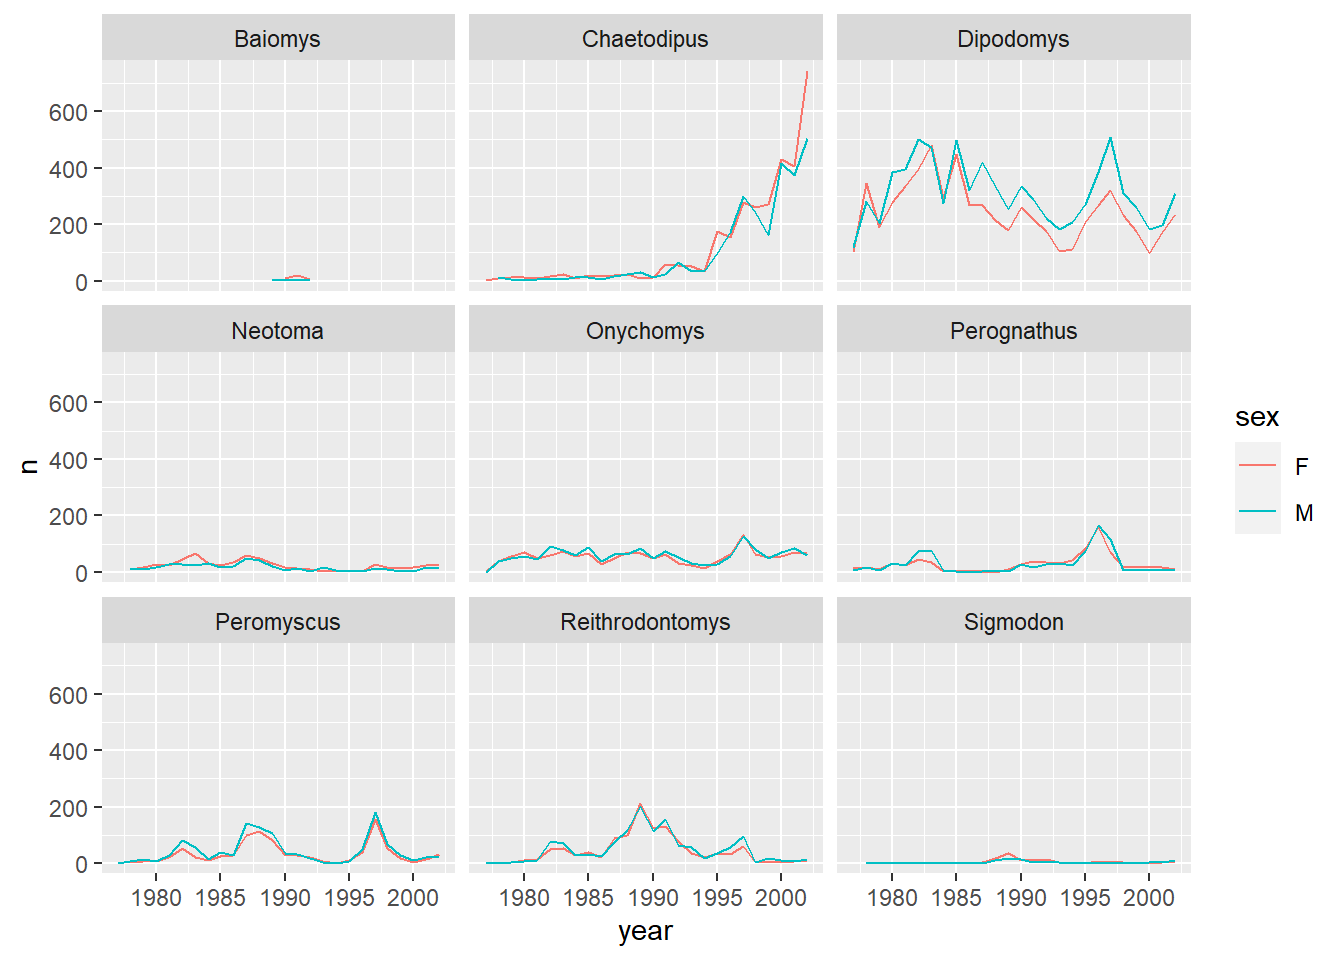 Baiomys Chaetodipus Dipodomys
600
400
200
0
Neotoma Onychomys Perognathus
600
400
200
0
Peromyscus Reithrodontomys Sigmodon
600
400
200
0
1980 1985 1990 1995 2000 1980 1985 1990 1995 2000 1980 1985 1990 1995 2000
year
n
sex
F
M